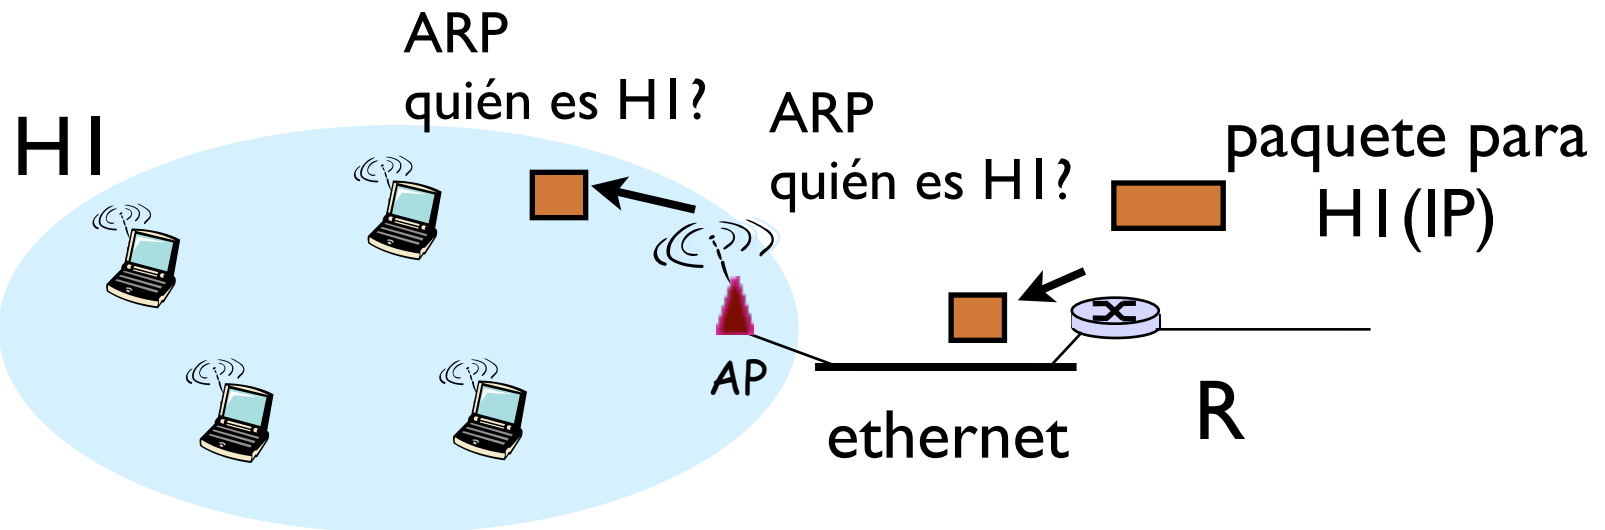 ARP
quién es H1?
H1
ARP
quién es H1?
paquete para
H1(IP)
AP
ethernet
R